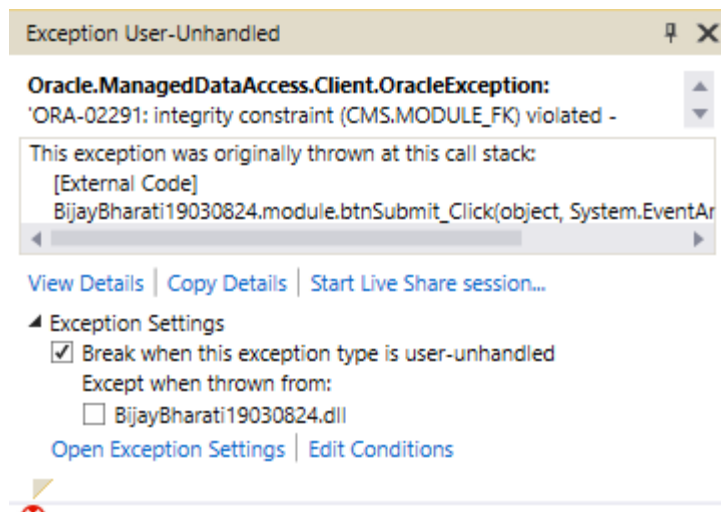 Exception User-Unhandled
Oracle.ManagedDataAccess.Client.OracleException:
'ORA-02291: integrity constraint (CMS.MODULE_FK) violated -
This exception was originally thrown at this call stack:
[External Code]
BijayBharati19030824.module.btnSubmit_Click(object, System.EventAr
View Details | Copy Details | Start Live Share session...
Exception Settings
Break when this exception type is user-unhandled
Except when thrown from:
BijayBharati19030824.dll
Open Exception Settings | Edit Conditions